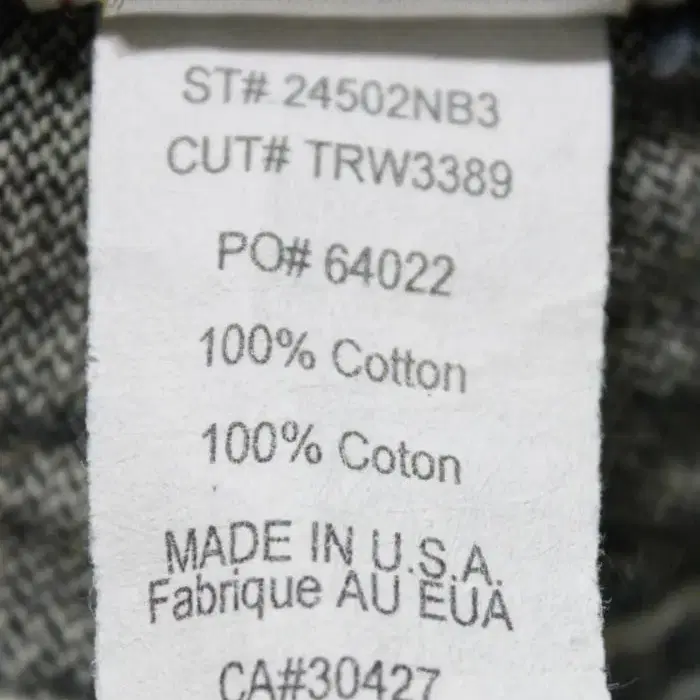 ST# 24502NB3
CUT# TRW3389
PO# 64022
100% Cotton
100% Coton
MADE IN U.S.A.
Fabrique AU EUA
CA#30427